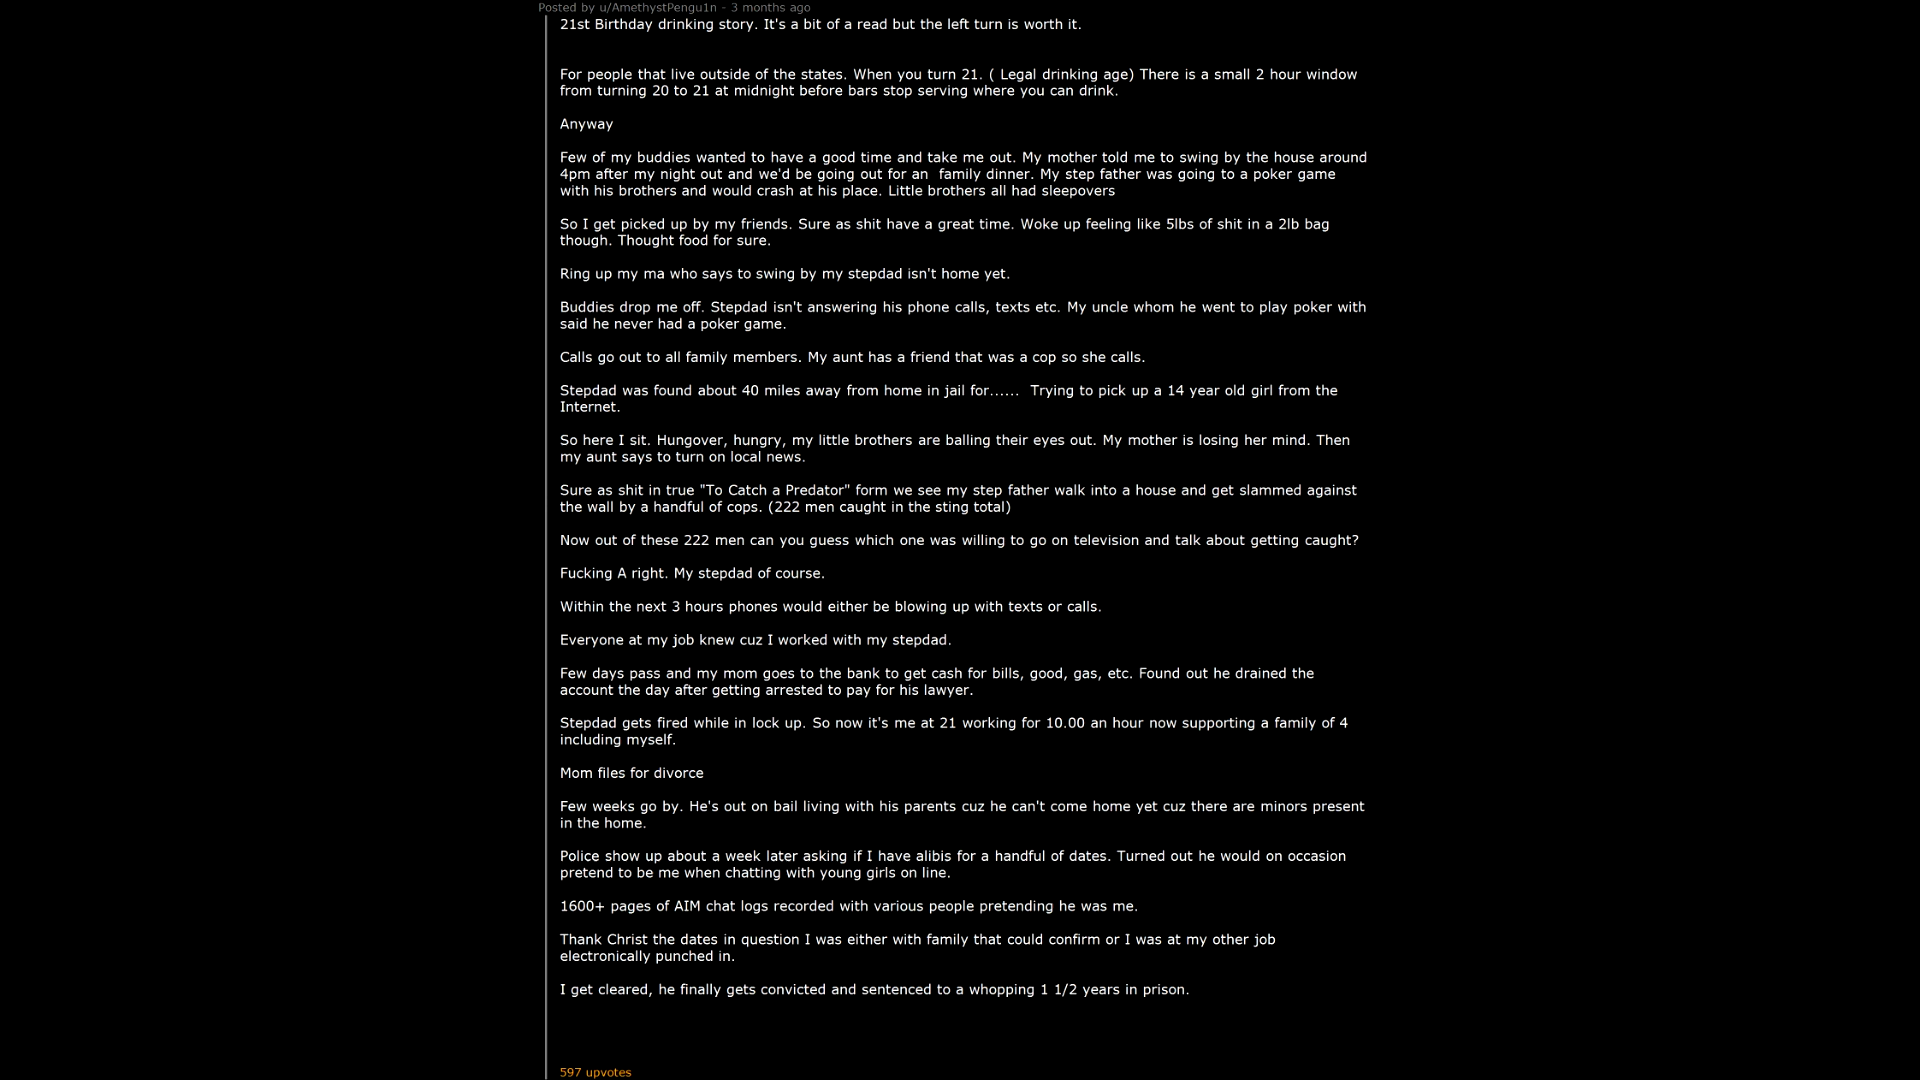 Posted by u/AmethystPengu1n - 3 months ago
21st Birthday drinking story. It's a bit of a read but the left turn is worth it.
For people that live outside of the states. When you turn 21. ( Legal drinking age) There is a small 2 hour window
from turning 20 to 21 at midnight before bars stop serving where you can drink.
Anyway
Few of my buddies wanted to have a good time and take me out. My mother told me to swing by the house around
4pm after my night out and we'd be going out for an  family dinner. My step father was going to a poker game
with his brothers and would crash at his place. Little brothers all had sleepovers
So I get picked up by my friends. Sure as shit have a great time. Woke up feeling like 5lbs of shit in a 2lb bag
though. Thought food for sure.
Ring up my ma who says to swing by my stepdad isn't home yet.
Buddies drop me off. Stepdad isn't answering his phone calls, texts etc. My uncle whom he went to play poker with
said he never had a poker game.
Calls go out to all family members. My aunt has a friend that was a cop so she calls.
Stepdad was found about 40 miles away from home in jail for......  Trying to pick up a 14 year old girl from the
Internet.
So here I sit. Hungover, hungry, my little brothers are balling their eyes out. My mother is losing her mind. Then
my aunt says to turn on local news.
Sure as shit in true "To Catch a Predator" form we see my step father walk into a house and get slammed against
the wall by a handful of cops. (222 men caught in the sting total)
Now out of these 222 men can you guess which one was willing to go on television and talk about getting caught?
Fucking A right. My stepdad of course.
Within the next 3 hours phones would either be blowing up with texts or calls.
Everyone at my job knew cuz I worked with my stepdad.
Few days pass and my mom goes to the bank to get cash for bills, good, gas, etc. Found out he drained the
account the day after getting arrested to pay for his lawyer.
Stepdad gets fired while in lock up. So now it's me at 21 working for 10.00 an hour now supporting a family of 4
including myself.
Mom files for divorce
Few weeks go by. He's out on bail living with his parents cuz he can't come home yet cuz there are minors present
in the home.
Police show up about a week later asking if I have alibis for a handful of dates. Turned out he would on occasion
pretend to be me when chatting with young girls on line.
1600+ pages of AIM chat logs recorded with various people pretending he was me.
Thank Christ the dates in question I was either with family that could confirm or I was at my other job
electronically punched in.
I get cleared, he finally gets convicted and sentenced to a whopping 1 1/2 years in prison.
597 upvotes